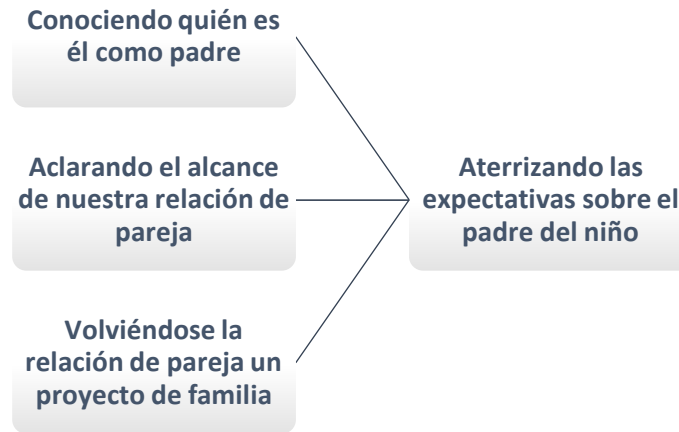 Conociendo quién es
él como padre
Aclarando el alcance
de nuestra relación de
pareja
Volviéndose la
relación de pareja un
proyecto de familia
Aterrizando las
expectativas sobre el
padre del niño